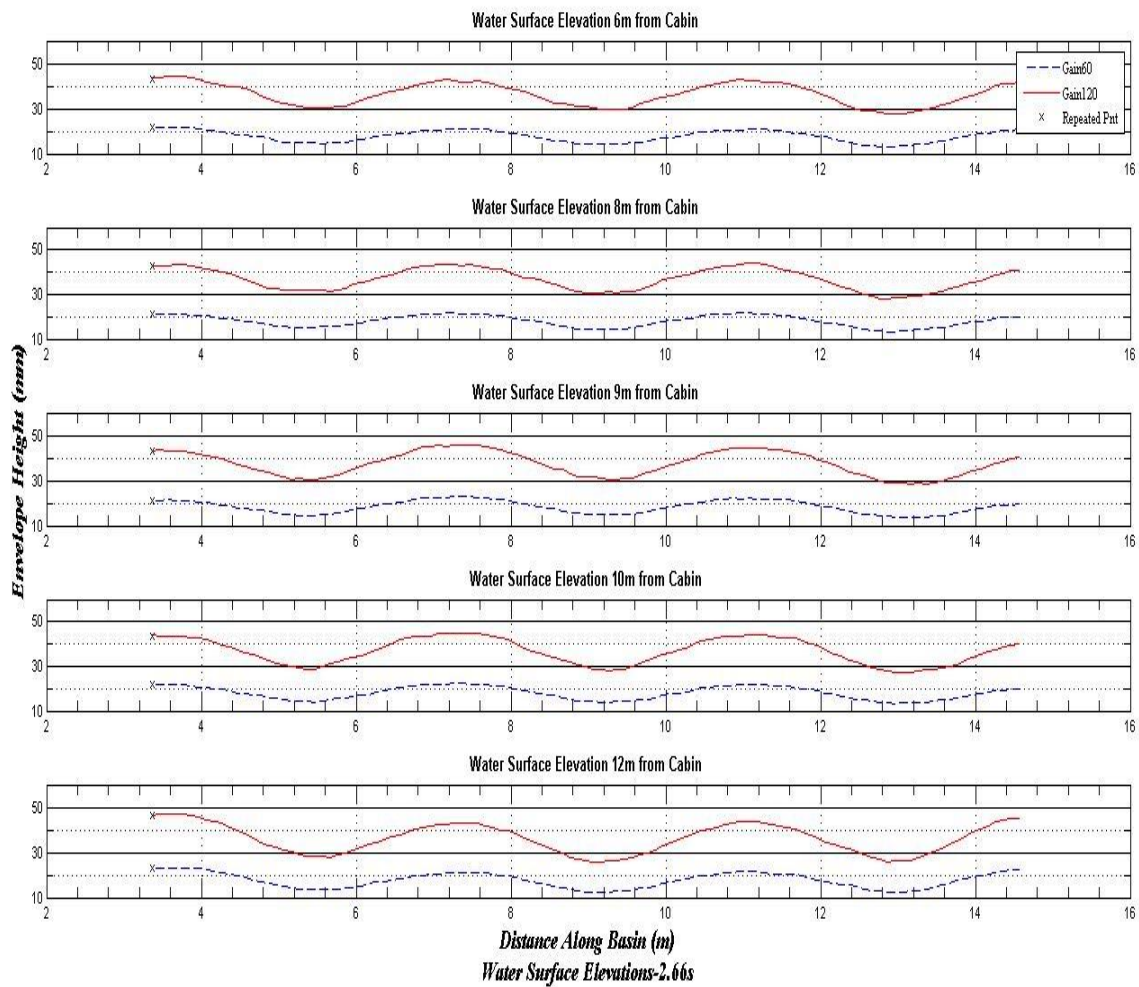 Water Surface Elevation 6m from Cabin
50
30
10
2 4 6 8 10 12 14 16
Gain60
Gain120
Repeated Pnt
Water Surface Elevation 8m from Cabin
50
30
10
2 4 6 8 10 12 14 16
Water Surface Elevation 9m from Cabin
50
30
10
2 4 6 8 10 12 14 16
Water Surface Elevation 10m from Cabin
50
30
10
2 4 6 8 10 12 14 16
Water Surface Elevation 12m from Cabin
50
30
10
2 4 6 8 10 12 14 16
Envelope Height (mm)
Distance Along Basin (m)
Water Surface Elevations-2.66s